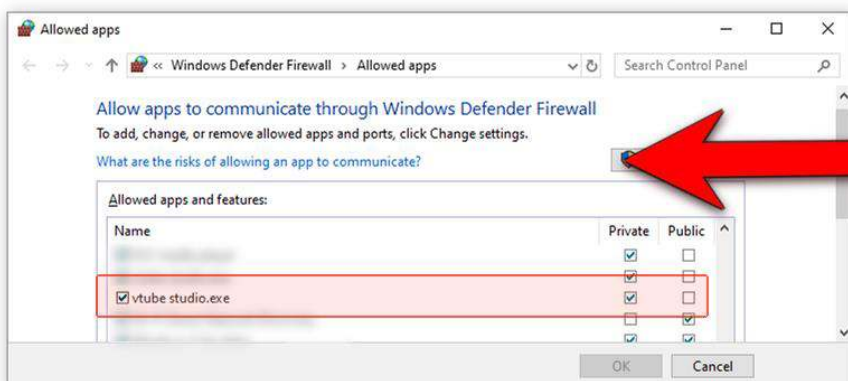 Allowed apps
« Windows Defender Firewall › Allowed apps
Search Control Panel
Allow apps to communicate through Windows Defender Firewall
To add, change, or remove allowed apps and ports, click Change settings.
What are the risks of allowing an app to communicate?
Allowed apps and features:
Name Private Public
vtube studio.exe
OK Cancel